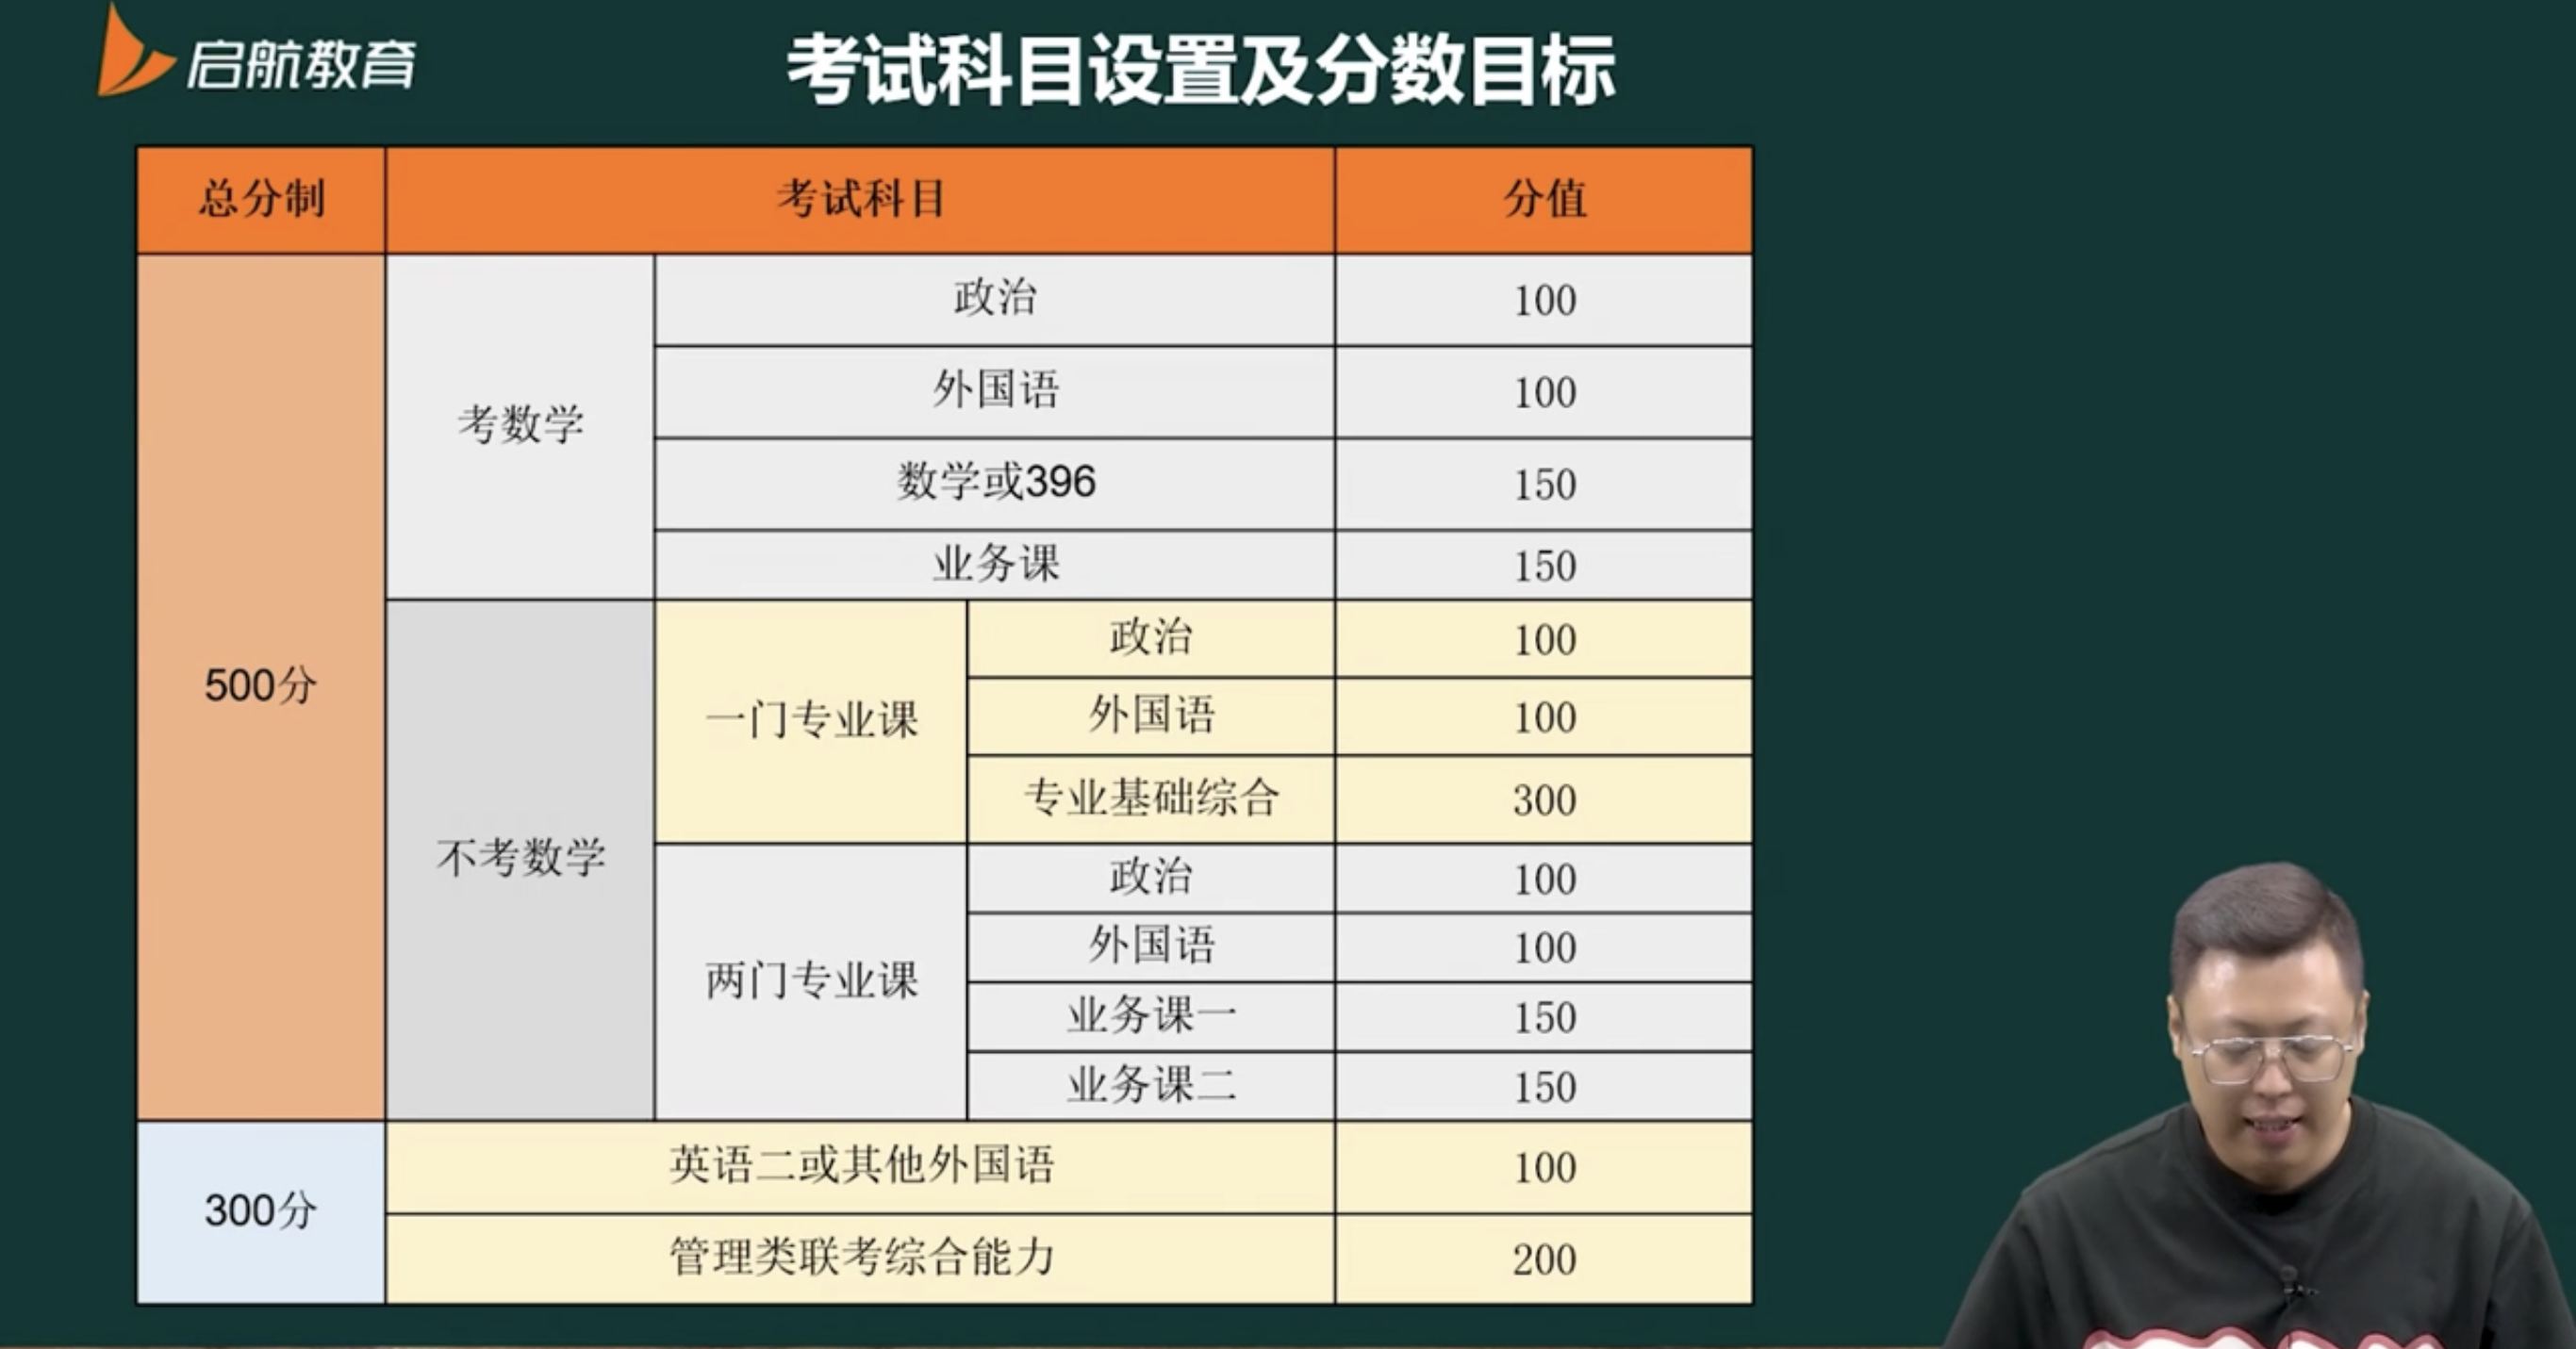 启航教育
考试科目设置及分数目标
总分制 考试科目 分值
500分
考数学
政治 100
外国语 100
数学或396 150
业务课 150
不考数学
一门专业课
政治 100
外国语 100
专业基础综合 300
两门专业课
政治 100
外国语 100
业务课一 150
业务课二 150
300分
英语二或其他外国语 100
管理类联考综合能力 200